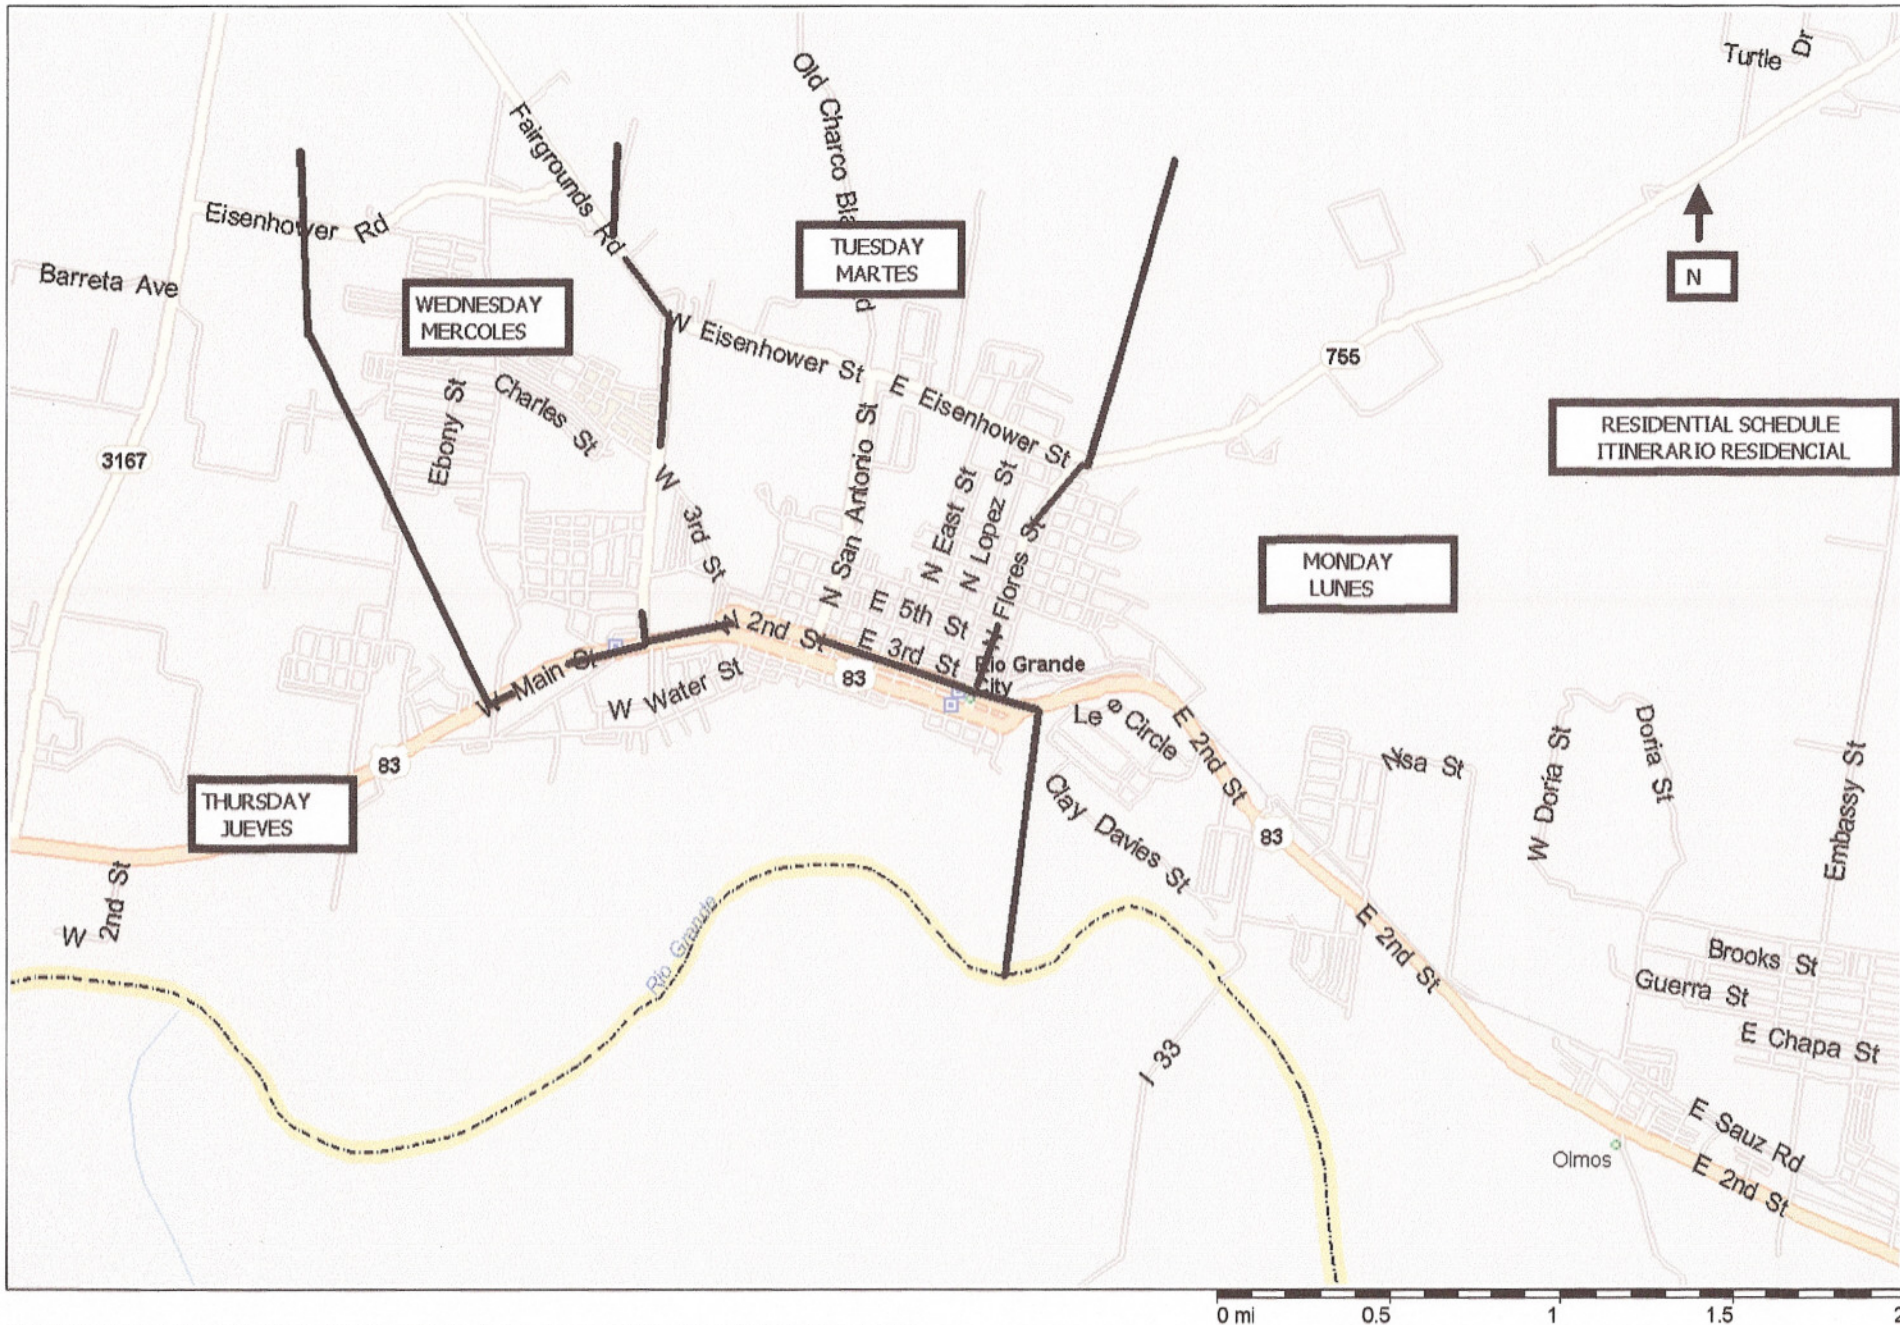 Turtle Dr
Old Charco Bla d
Fairgrounds Rd
Eisenhower Rd
Barreta Ave
TUESDAY
MARTES
N
WEDNESDAY
MERCOLES
W Eisenhower St
755
E Eisenhower St
Charles St
Ebony St
3167
RESIDENTIAL SCHEDULE
ITINERARIO RESIDENCIAL
W 3rd St
N San Antonio St
N East St
N Lopez St
N Flores St
MONDAY
LUNES
E 5th St
W 2nd St
E 3rd St
Rio Grande
City
W Main St
W Water St
83
83
Le e Circle
E 2nd St
Nisa St
W Doria St
Doria St
Embassy St
THURSDAY
JUEVES
Clay Davies St
83
W 2nd St
Rio Grande
E 2nd St
Brooks St
Guerra St
E Chapa St
I 33
E Sauz Rd
Olmos
E 2nd St
0 mi 0.5 1 1.5 2